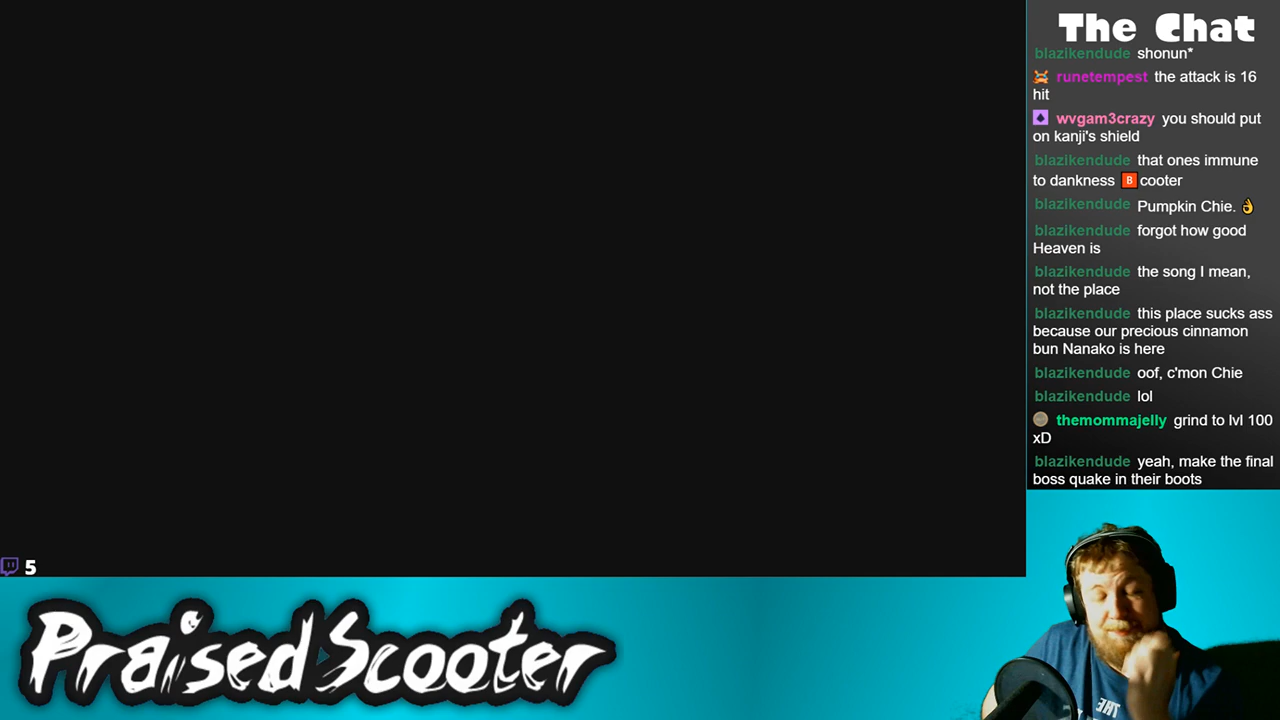 The Chat
blazikendude shonun*
runetempest the attack is 16
hit
wvgam3crazy you should put
on kanji's shield
blazikendude that ones immune
to dankness B cooter
blazikendude Pumpkin Chie. 👌
blazikendude forgot how good
Heaven is
blazikendude the song I mean,
not the place
blazikendude this place sucks ass
because our precious cinnamon
bun Nanako is here
blazikendude oof, c'mon Chie
blazikendude lol
themommajelly grind to lvl 100
xD
blazikendude yeah, make the final
boss quake in their boots
5
PraisedScooter
THE